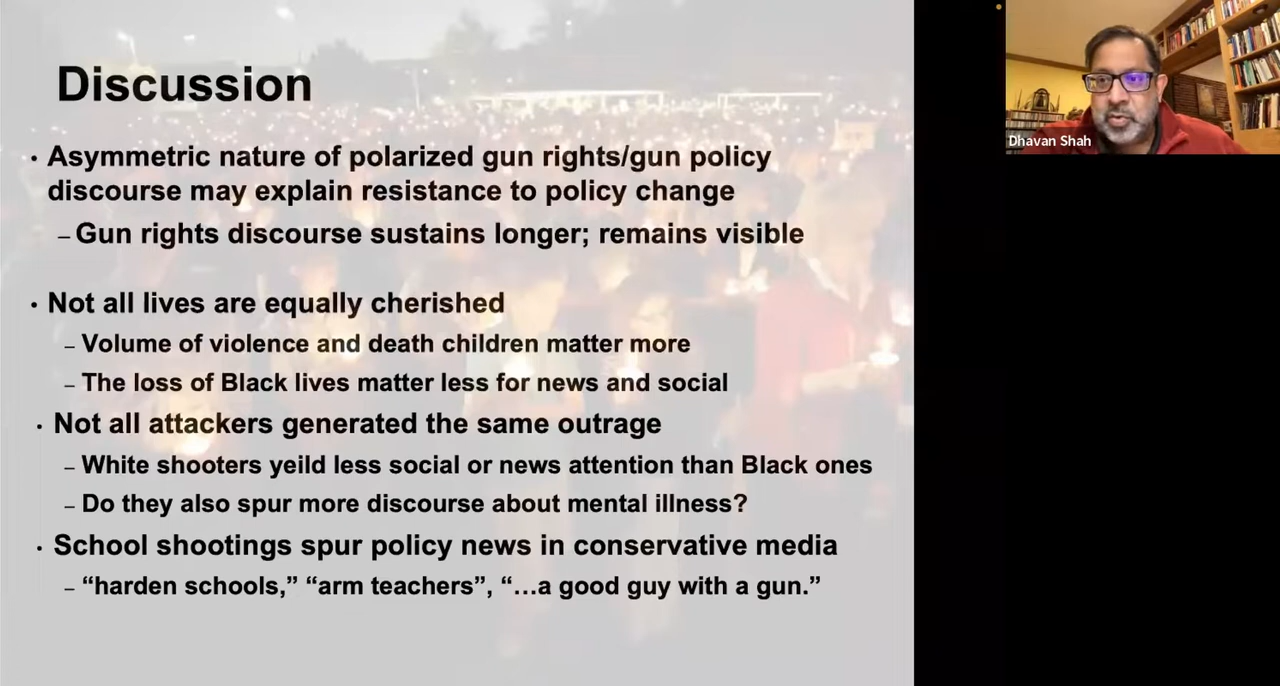 Discussion
• Asymmetric nature of polarized gun rights/gun policy
discourse may explain resistance to policy change
– Gun rights discourse sustains longer; remains visible
• Not all lives are equally cherished
– Volume of violence and death children matter more
– The loss of Black lives matter less for news and social
• Not all attackers generated the same outrage
– White shooters yeild less social or news attention than Black ones
– Do they also spur more discourse about mental illness?
• School shootings spur policy news in conservative media
– “harden schools,” “arm teachers”, “…a good guy with a gun.”
Dhavan Shah